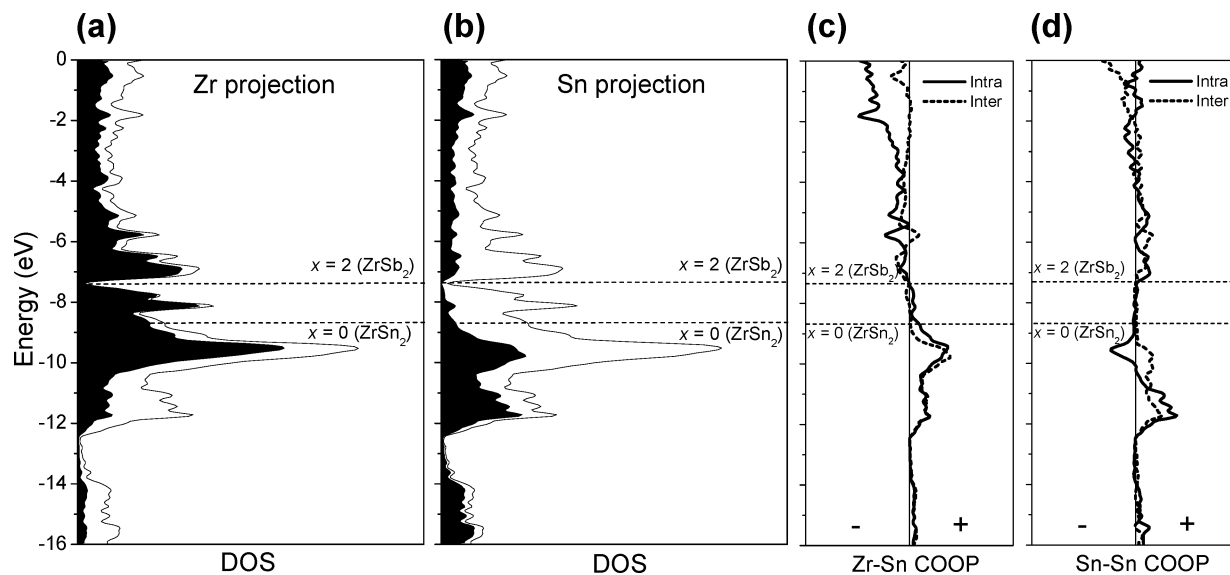 (a)
(b)
(c)
(d)
0
-2
-4
-6
-8
-10
-12
-14
-16
Energy (eV)
Zr projection
x = 2 (ZrSb₂)
x = 0 (ZrSn₂)
DOS
Sn projection
x = 2 (ZrSb₂)
x = 0 (ZrSn₂)
DOS
Intra
Inter
x = 2 (ZrSb₂)
x = 0 (ZrSn₂)
- +
Zr-Sn COOP
Intra
Inter
x = 2 (ZrSb₂)
x = 0 (ZrSn₂)
- +
Sn-Sn COOP